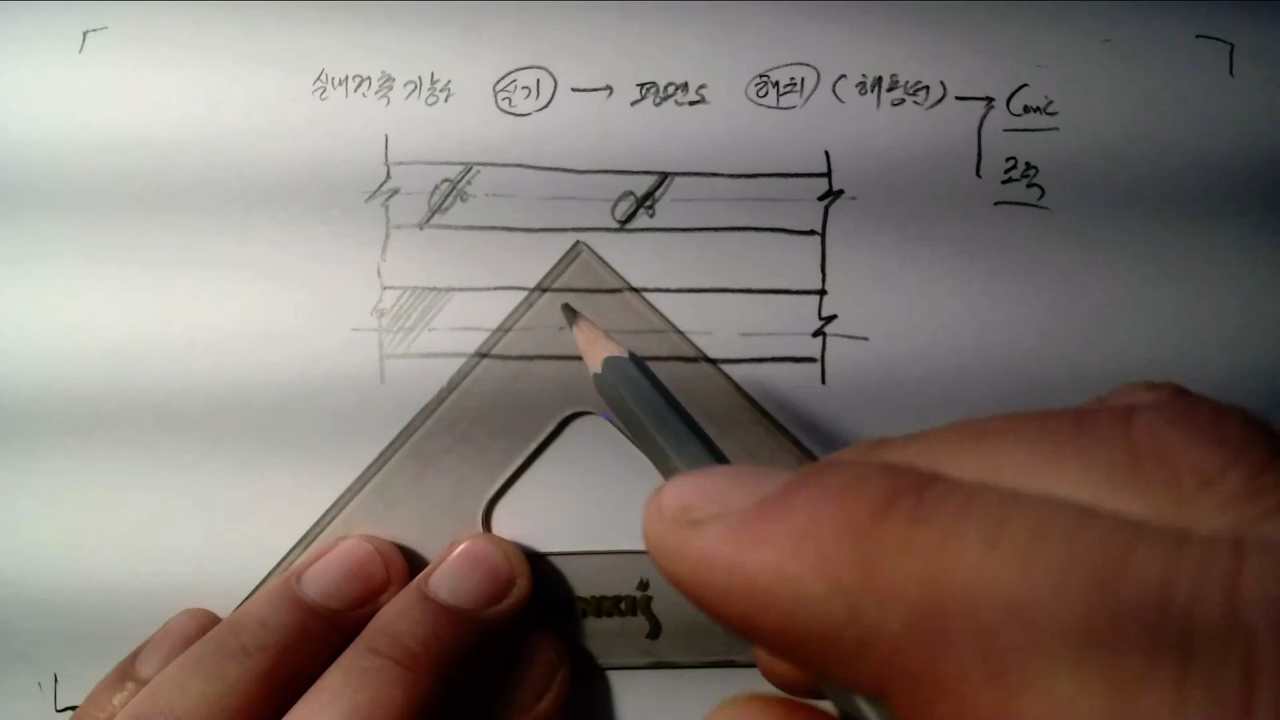 실내건축기능사 실기 → 평면도 해치 (해칭선) → Conic
조적